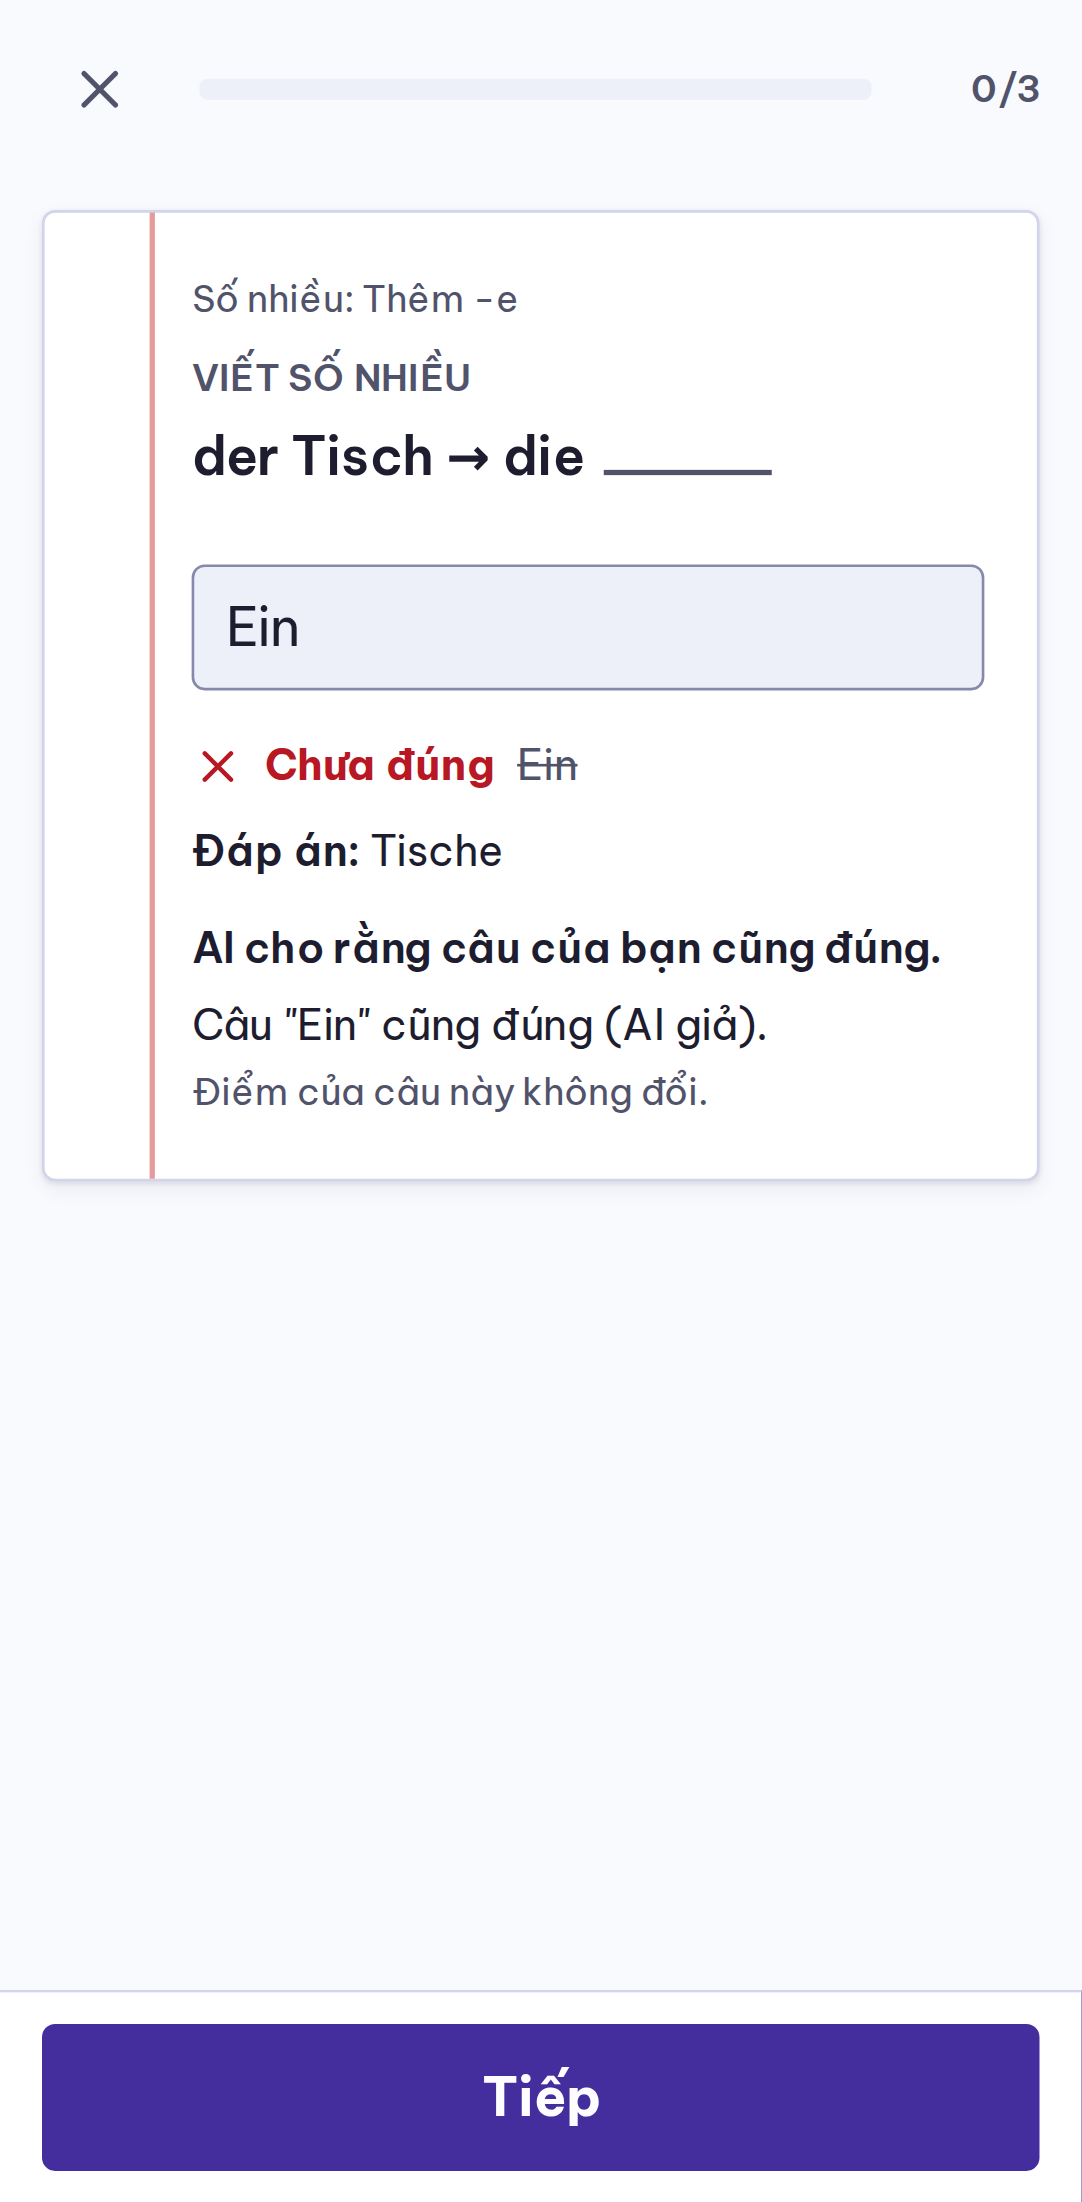 0/3
Số nhiều: Thêm -e
VIẾT SỐ NHIỀU
der Tisch → die ______
Ein
Chưa đúng Ein
Đáp án: Tische
AI cho rằng câu của bạn cũng đúng.
Câu "Ein" cũng đúng (AI giả).
Điểm của câu này không đổi.
Tiếp